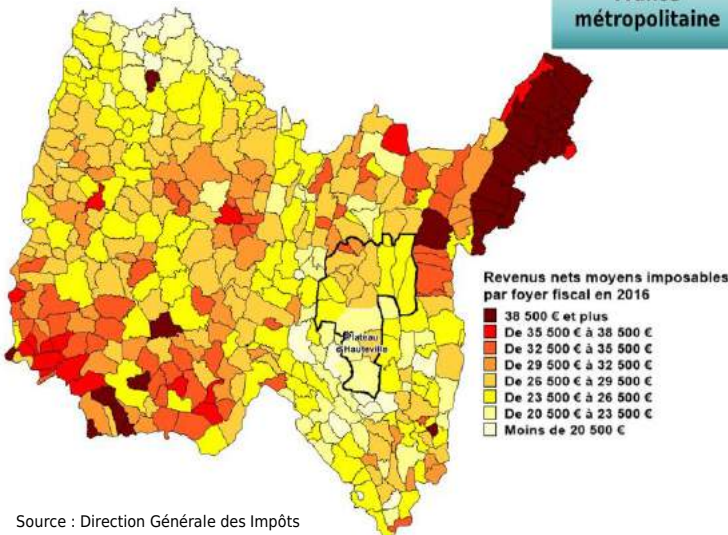 métropolitaine
Revenus nets moyens imposables
par foyer fiscal en 2016
38 500 € et plus
De 35 500 € à 38 500 €
De 32 500 € à 35 500 €
De 29 500 € à 32 500 €
De 26 500 € à 29 500 €
De 23 500 € à 26 500 €
De 20 500 € à 23 500 €
Moins de 20 500 €
Plateau
d'Hauteville
Source : Direction Générale des Impôts